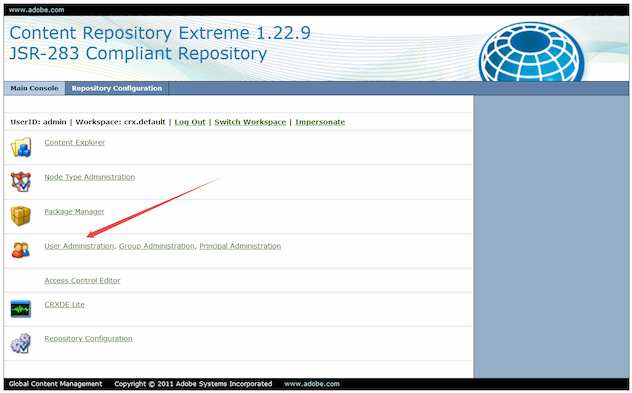 www.adobe.com
Content Repository Extreme 1.22.9
JSR-283 Compliant Repository
Main Console Repository Configuration
UserID: admin | Workspace: crx.default | Log Out | Switch Workspace | Impersonate
Content Explorer
Node Type Administration
Package Manager
User Administration, Group Administration, Principal Administration
Access Control Editor
CRXDE Lite
Repository Configuration
Global Content Management Copyright © 2011 Adobe Systems Incorporated www.adobe.com